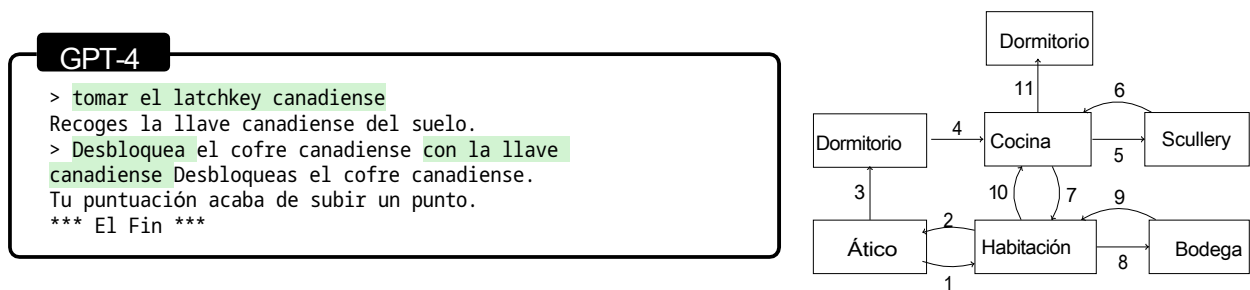 GPT-4
> tomar el latchkey canadiense
Recoges la llave canadiense del suelo.
> Desbloquea el cofre canadiense con la llave
canadiense Desbloqueas el cofre canadiense.
Tu puntuación acaba de subir un punto.
*** El Fin ***
Dormitorio
11
6
Dormitorio
4
Cocina
5
Scullery
3
10
7
9
2
Ático
Habitación
8
Bodega
1